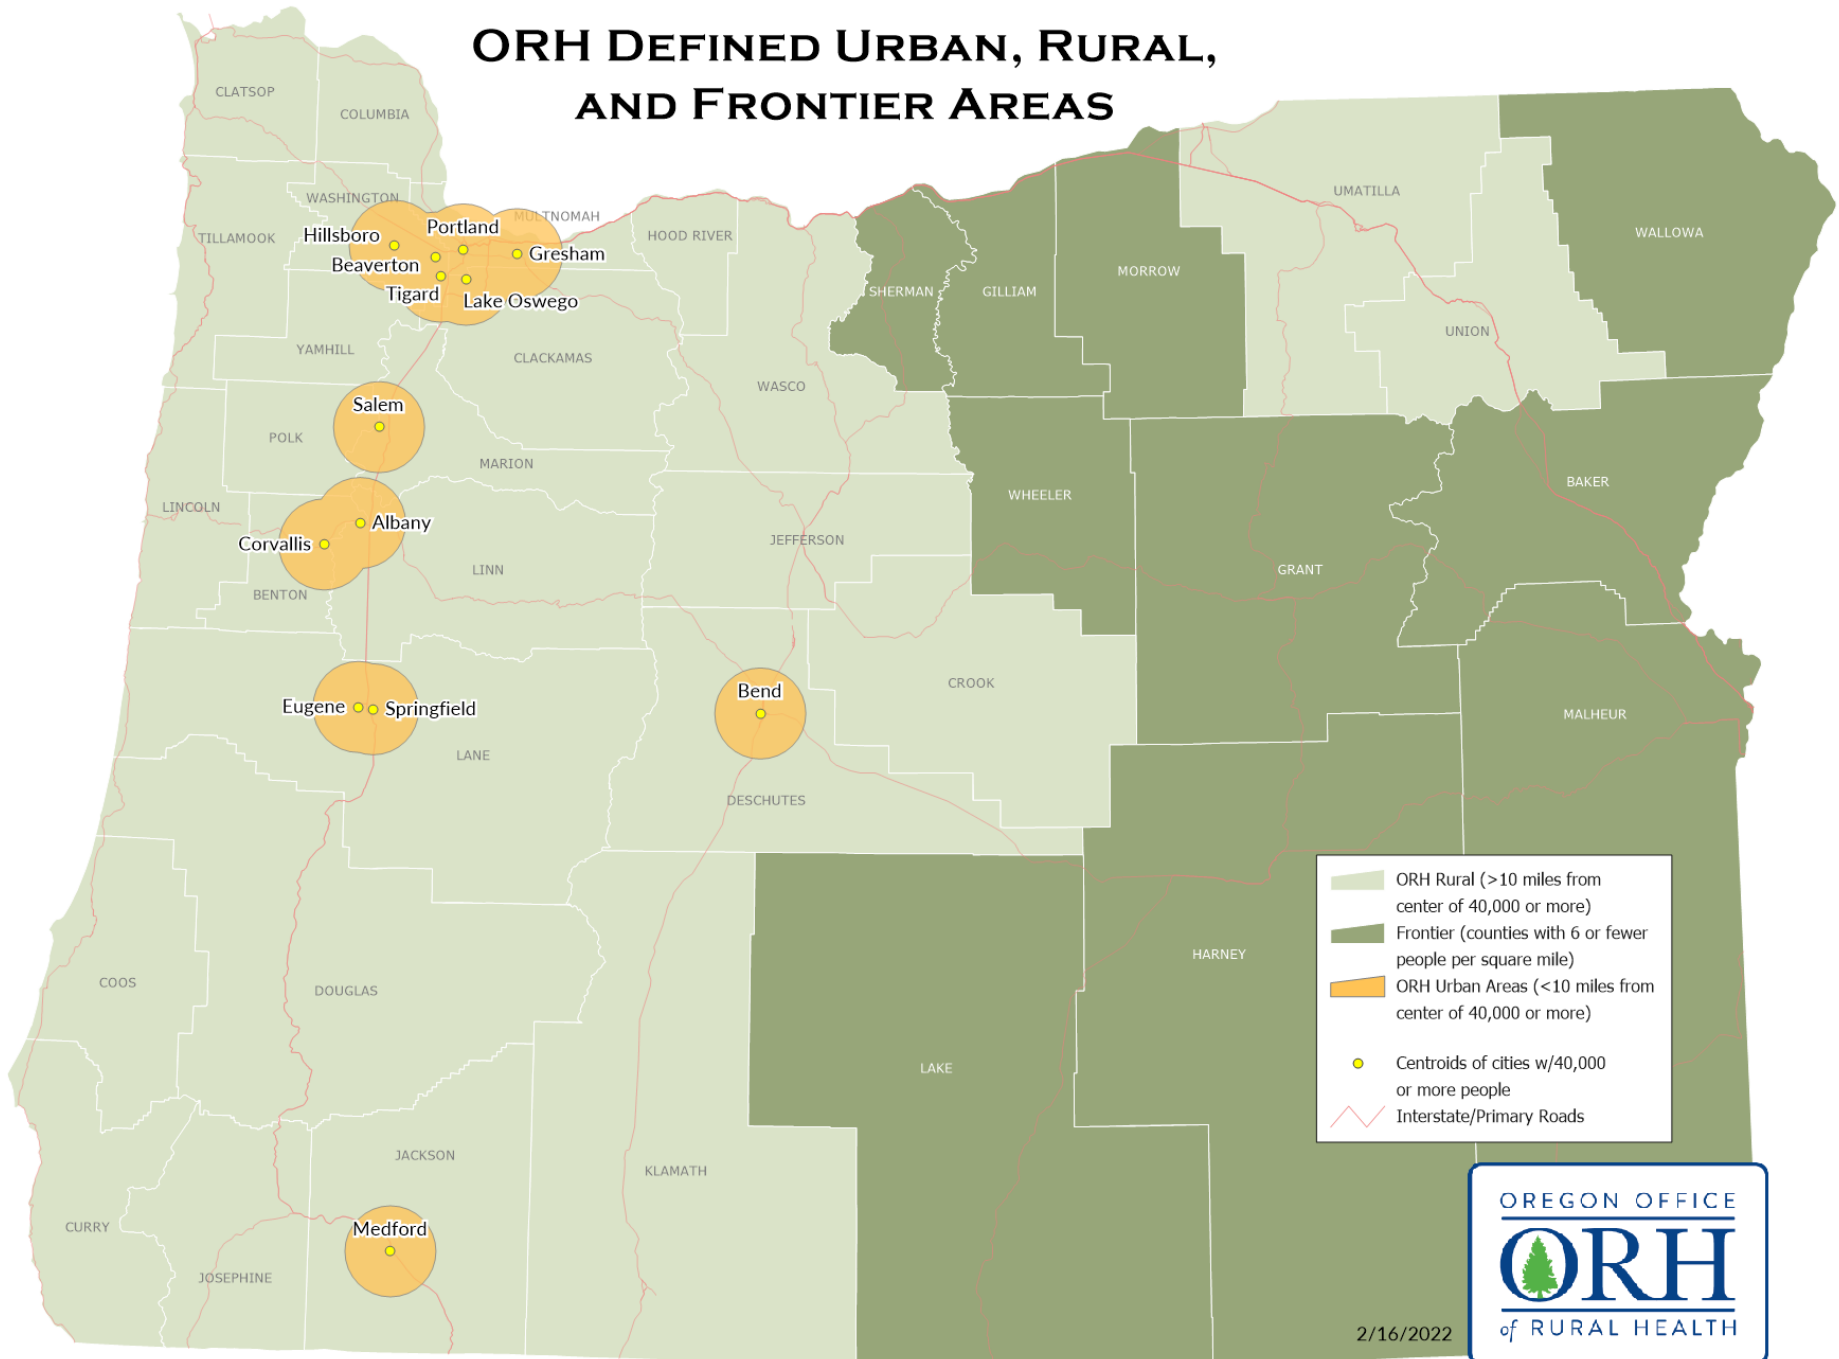 ORH DEFINED URBAN, RURAL,
AND FRONTIER AREAS
CLATSOP
COLUMBIA
WASHINGTON
MULTNOMAH
TILLAMOOK
HOOD RIVER
Hillsboro
Portland
Gresham
Beaverton
Tigard
Lake Oswego
UMATILLA
WALLOWA
MORROW
SHERMAN
GILLIAM
UNION
YAMHILL
CLACKAMAS
WASCO
Salem
POLK
MARION
BAKER
WHEELER
LINCOLN
Albany
Corvallis
JEFFERSON
LINN
GRANT
BENTON
CROOK
Bend
Eugene
Springfield
MALHEUR
LANE
DESCHUTES
ORH Rural (>10 miles from
center of 40,000 or more)
Frontier (counties with 6 or fewer
people per square mile)
ORH Urban Areas (<10 miles from
center of 40,000 or more)
Centroids of cities w/40,000
or more people
Interstate/Primary Roads
HARNEY
COOS
DOUGLAS
LAKE
JACKSON
KLAMATH
CURRY
Medford
JOSEPHINE
2/16/2022
OREGON OFFICE
ORH
of RURAL HEALTH